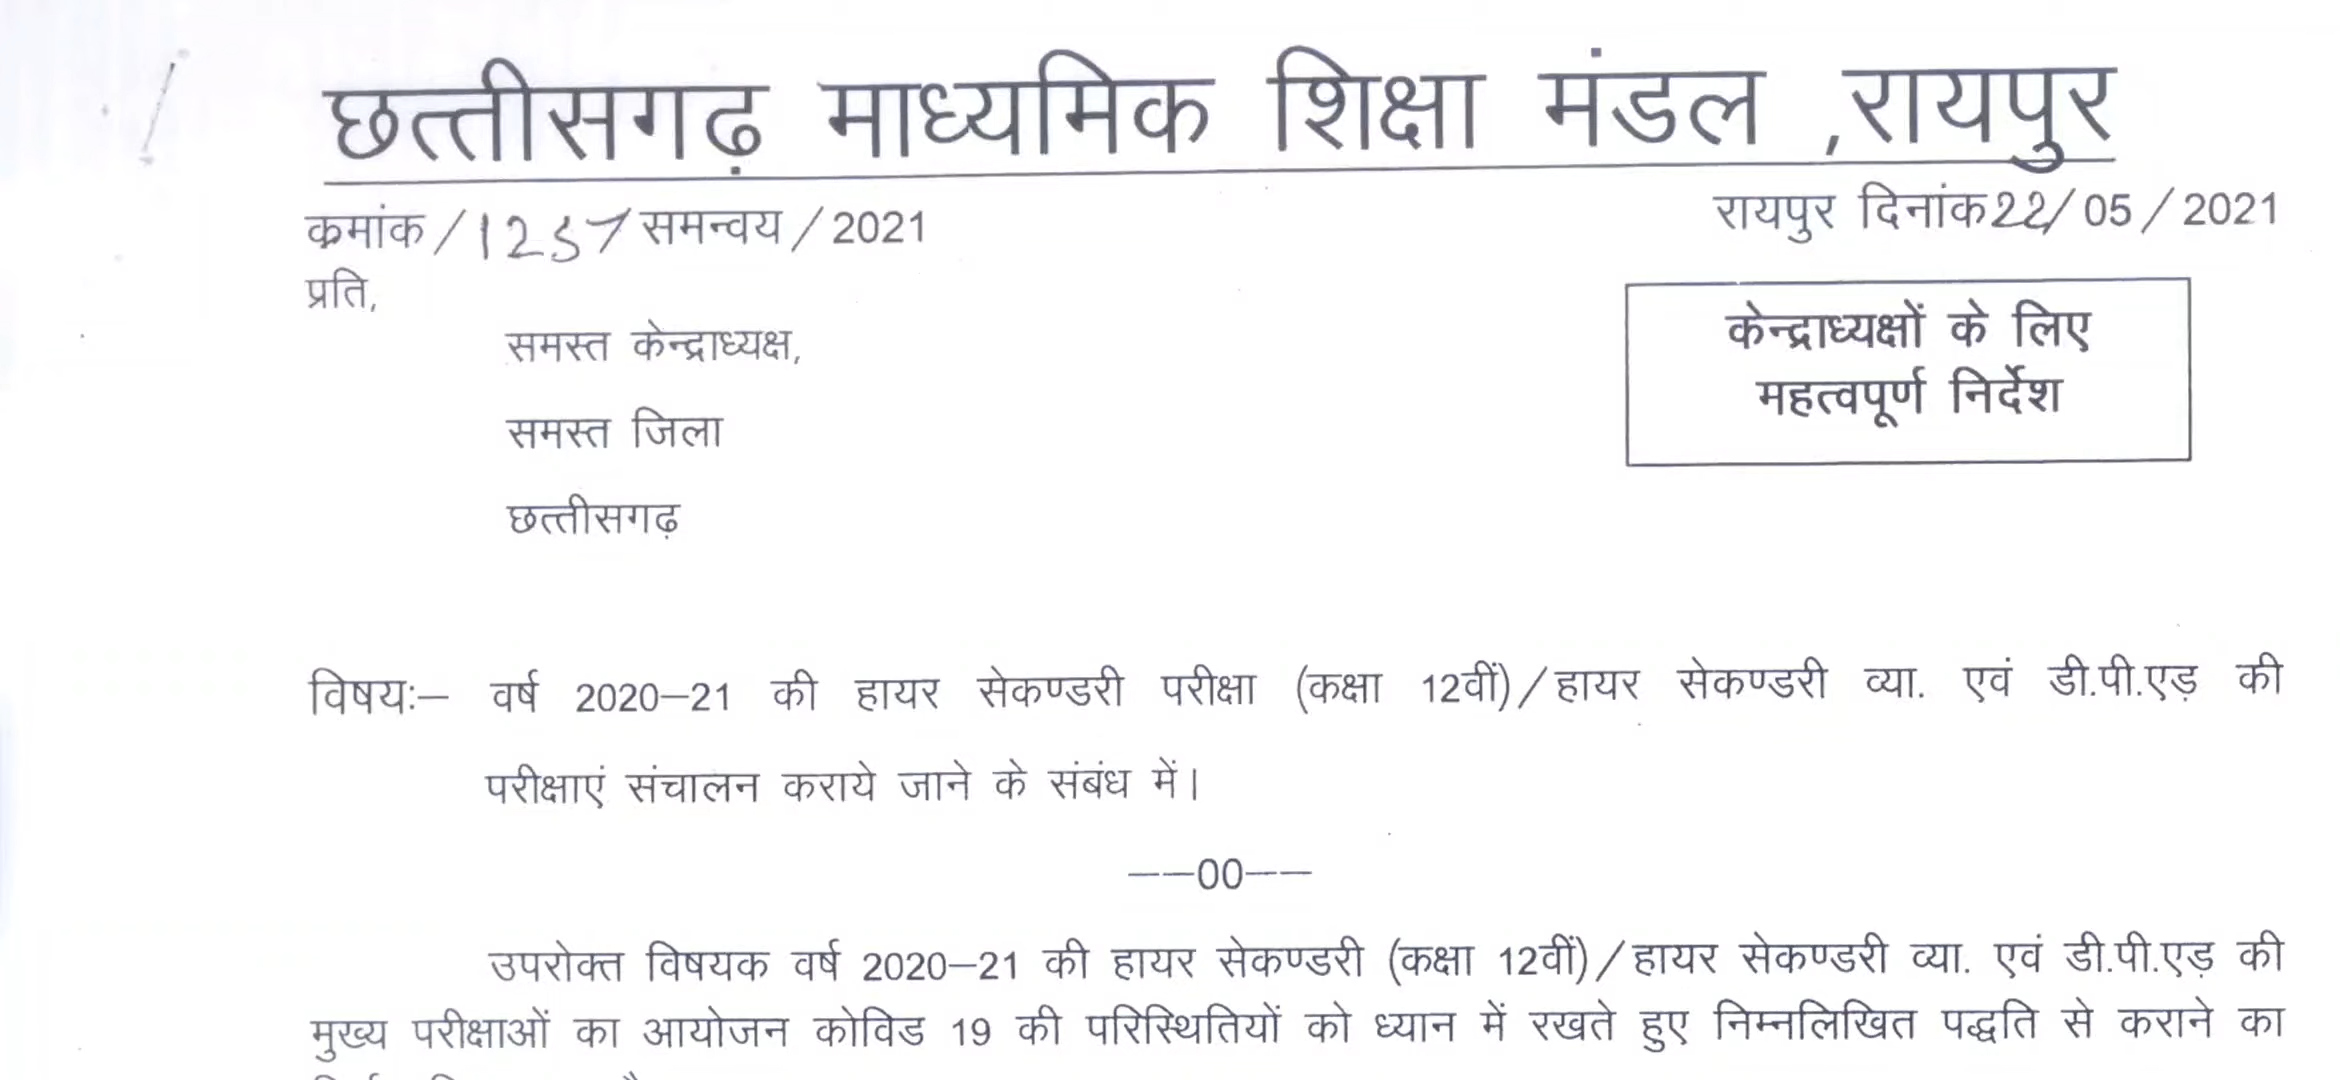 छत्तीसगढ़ माध्यमिक शिक्षा मंडल ,रायपुर
कमांक /1257 समन्वय / 2021
रायपुर दिनांक 22/ 05 / 2021
प्रति,
समस्त केन्द्राध्यक्ष,
समस्त जिला
छत्तीसगढ़
केन्द्राध्यक्षों के लिए
महत्वपूर्ण निर्देश
विषयः– वर्ष 2020–21 की हायर सेकण्डरी परीक्षा (कक्षा 12वीं)/हायर सेकण्डरी व्या. एवं डी.पी.एड़ की
परीक्षाएं संचालन कराये जाने के संबंध में।
––00––
उपरोक्त विषयक वर्ष 2020–21 की हायर सेकण्डरी (कक्षा 12वीं)/हायर सेकण्डरी व्या. एवं डी.पी.एड़ की
मुख्य परीक्षाओं का आयोजन कोविड 19 की परिस्थितियों को ध्यान में रखते हुए निम्नलिखित पद्धति से कराने का